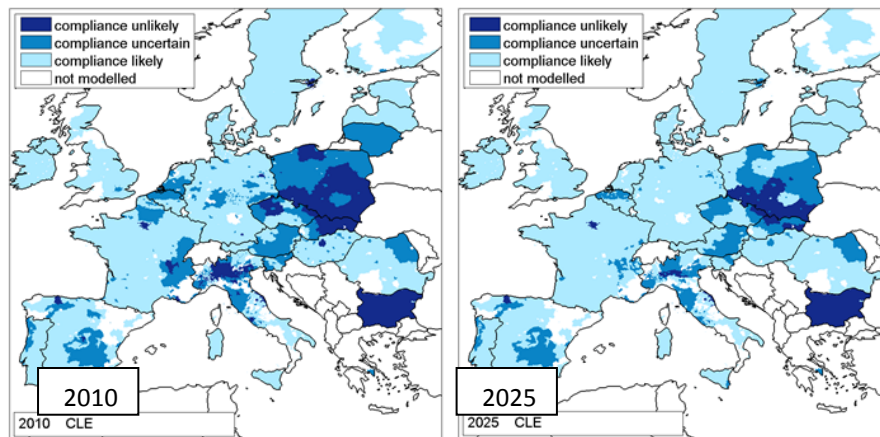 compliance unlikely
compliance uncertain
compliance likely
not modelled
2010
2010 CLE
compliance unlikely
compliance uncertain
compliance likely
not modelled
2025
2025 CLE